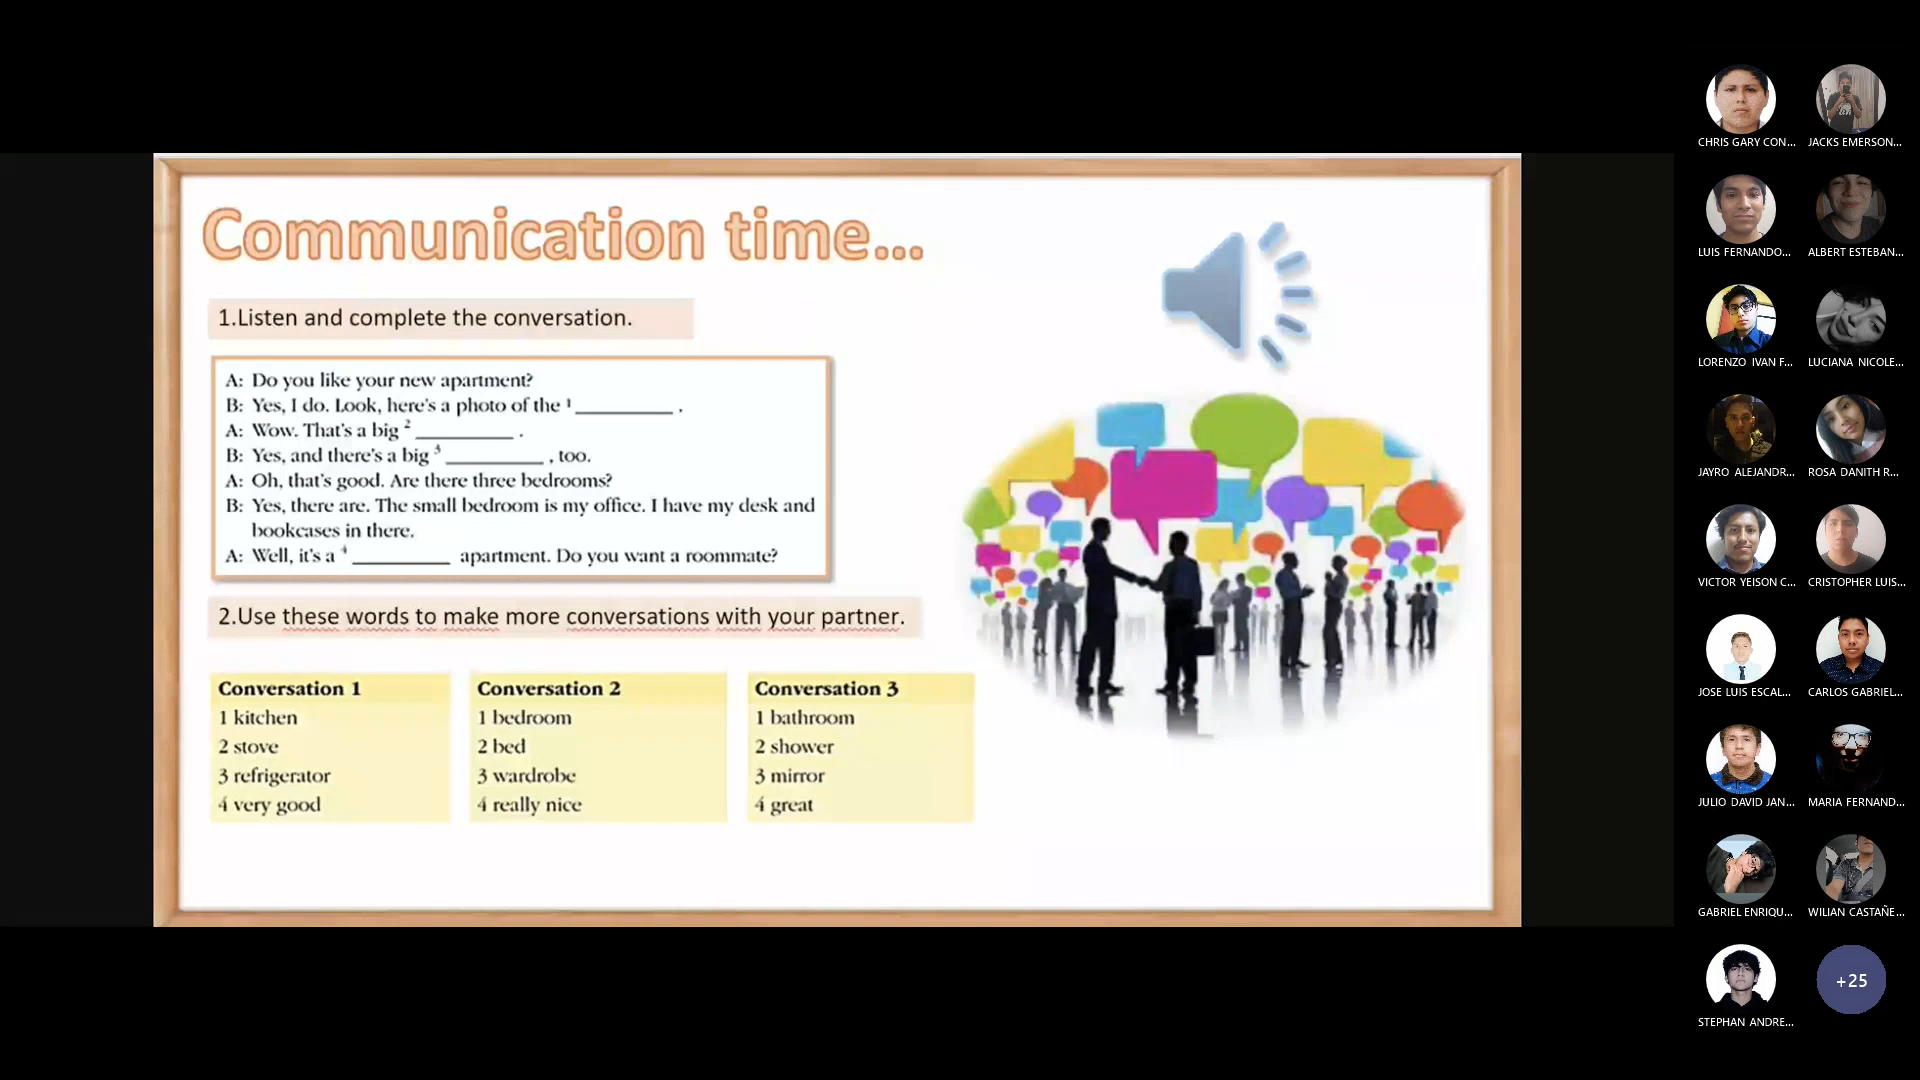 Communication time...
1.Listen and complete the conversation.
A: Do you like your new apartment?
B: Yes, I do. Look, here's a photo of the ¹ __________ .
A: Wow. That's a big ² __________ .
B: Yes, and there's a big ³ __________ , too.
A: Oh, that's good. Are there three bedrooms?
B: Yes, there are. The small bedroom is my office. I have my desk and
bookcases in there.
A: Well, it's a ⁴ __________ apartment. Do you want a roommate?
2.Use these words to make more conversations with your partner.
Conversation 1
1 kitchen
2 stove
3 refrigerator
4 very good
Conversation 2
1 bedroom
2 bed
3 wardrobe
4 really nice
Conversation 3
1 bathroom
2 shower
3 mirror
4 great
CHRIS GARY CON...
JACKS EMERSON...
LUIS FERNANDO...
ALBERT ESTEBAN...
LORENZO IVAN F...
LUCIANA NICOLE...
JAYRO ALEJANDR...
ROSA DANITH R...
VICTOR YEISON C...
CRISTOPHER LUIS...
JOSE LUIS ESCAL...
CARLOS GABRIEL...
JULIO DAVID JAN...
MARIA FERNAND...
GABRIEL ENRIQU...
WILIAN CASTAÑE...
STEPHAN ANDRE...
+25